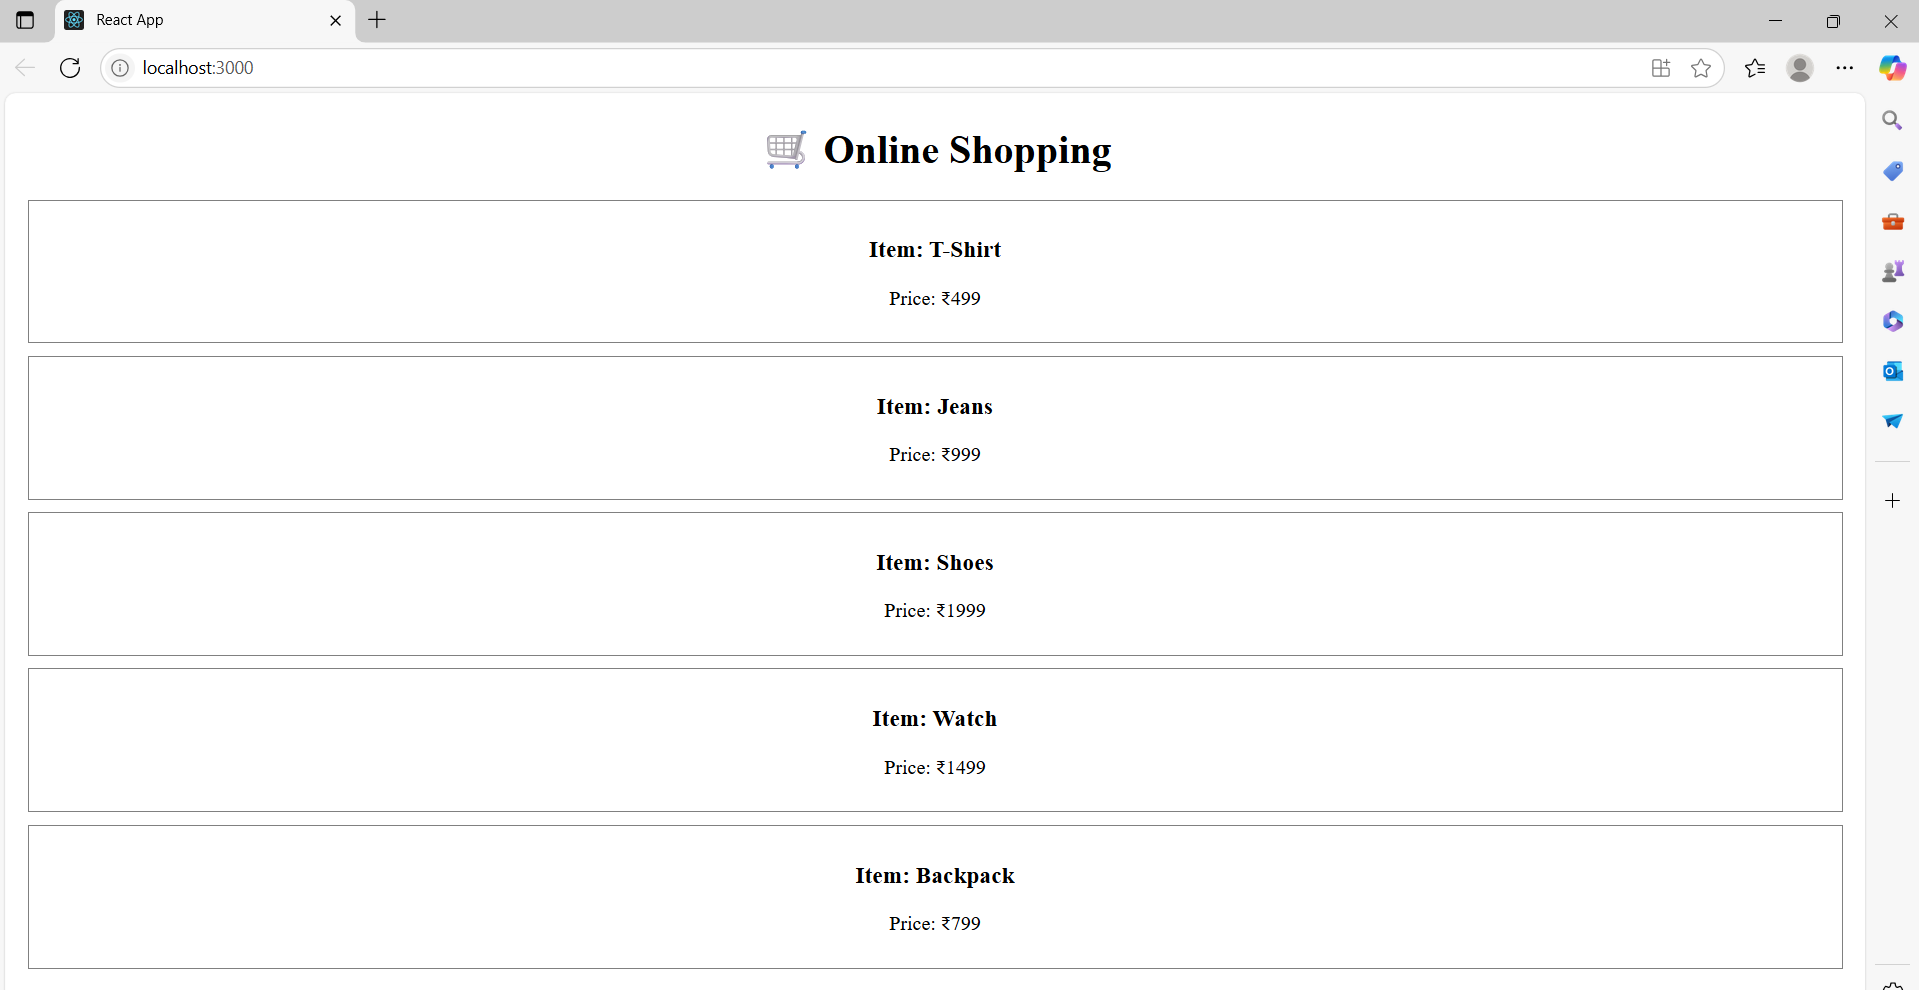 React App
localhost:3000
🛒 Online Shopping
Item: T-Shirt
Price: ₹499
Item: Jeans
Price: ₹999
Item: Shoes
Price: ₹1999
Item: Watch
Price: ₹1499
Item: Backpack
Price: ₹799